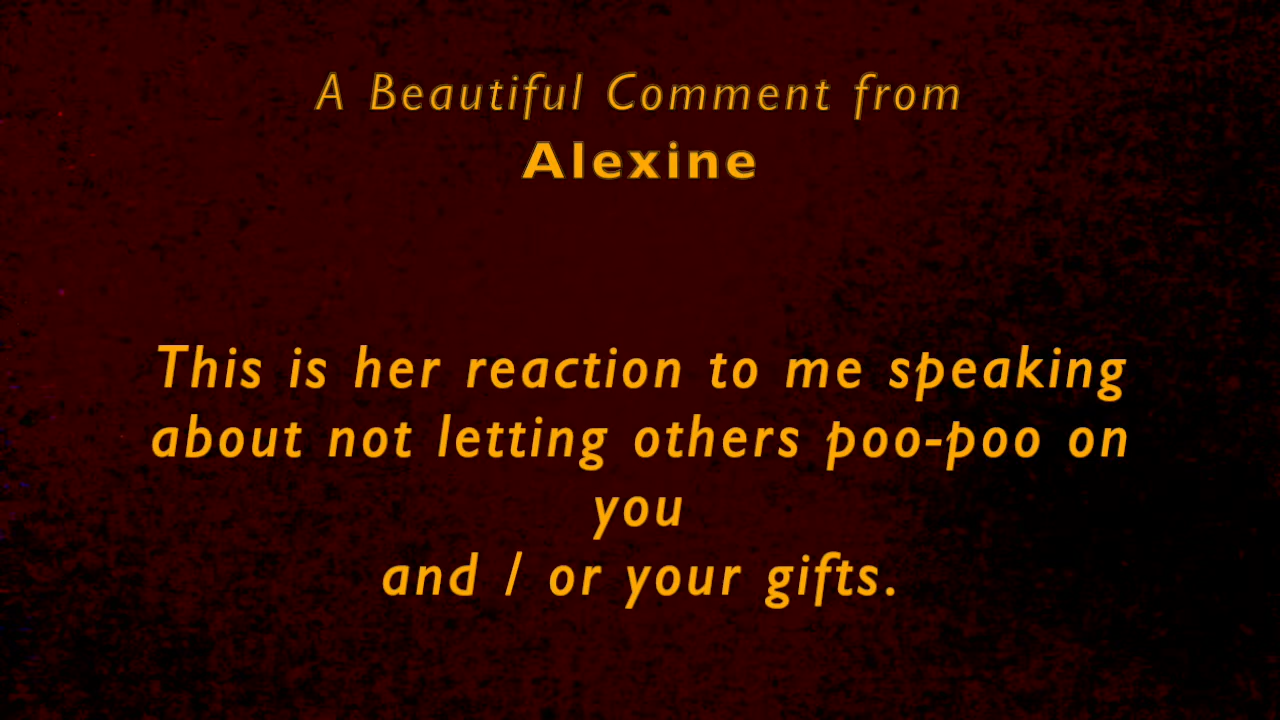 A Beautiful Comment from
Alexine
This is her reaction to me speaking
about not letting others poo-poo on
you
and / or your gifts.